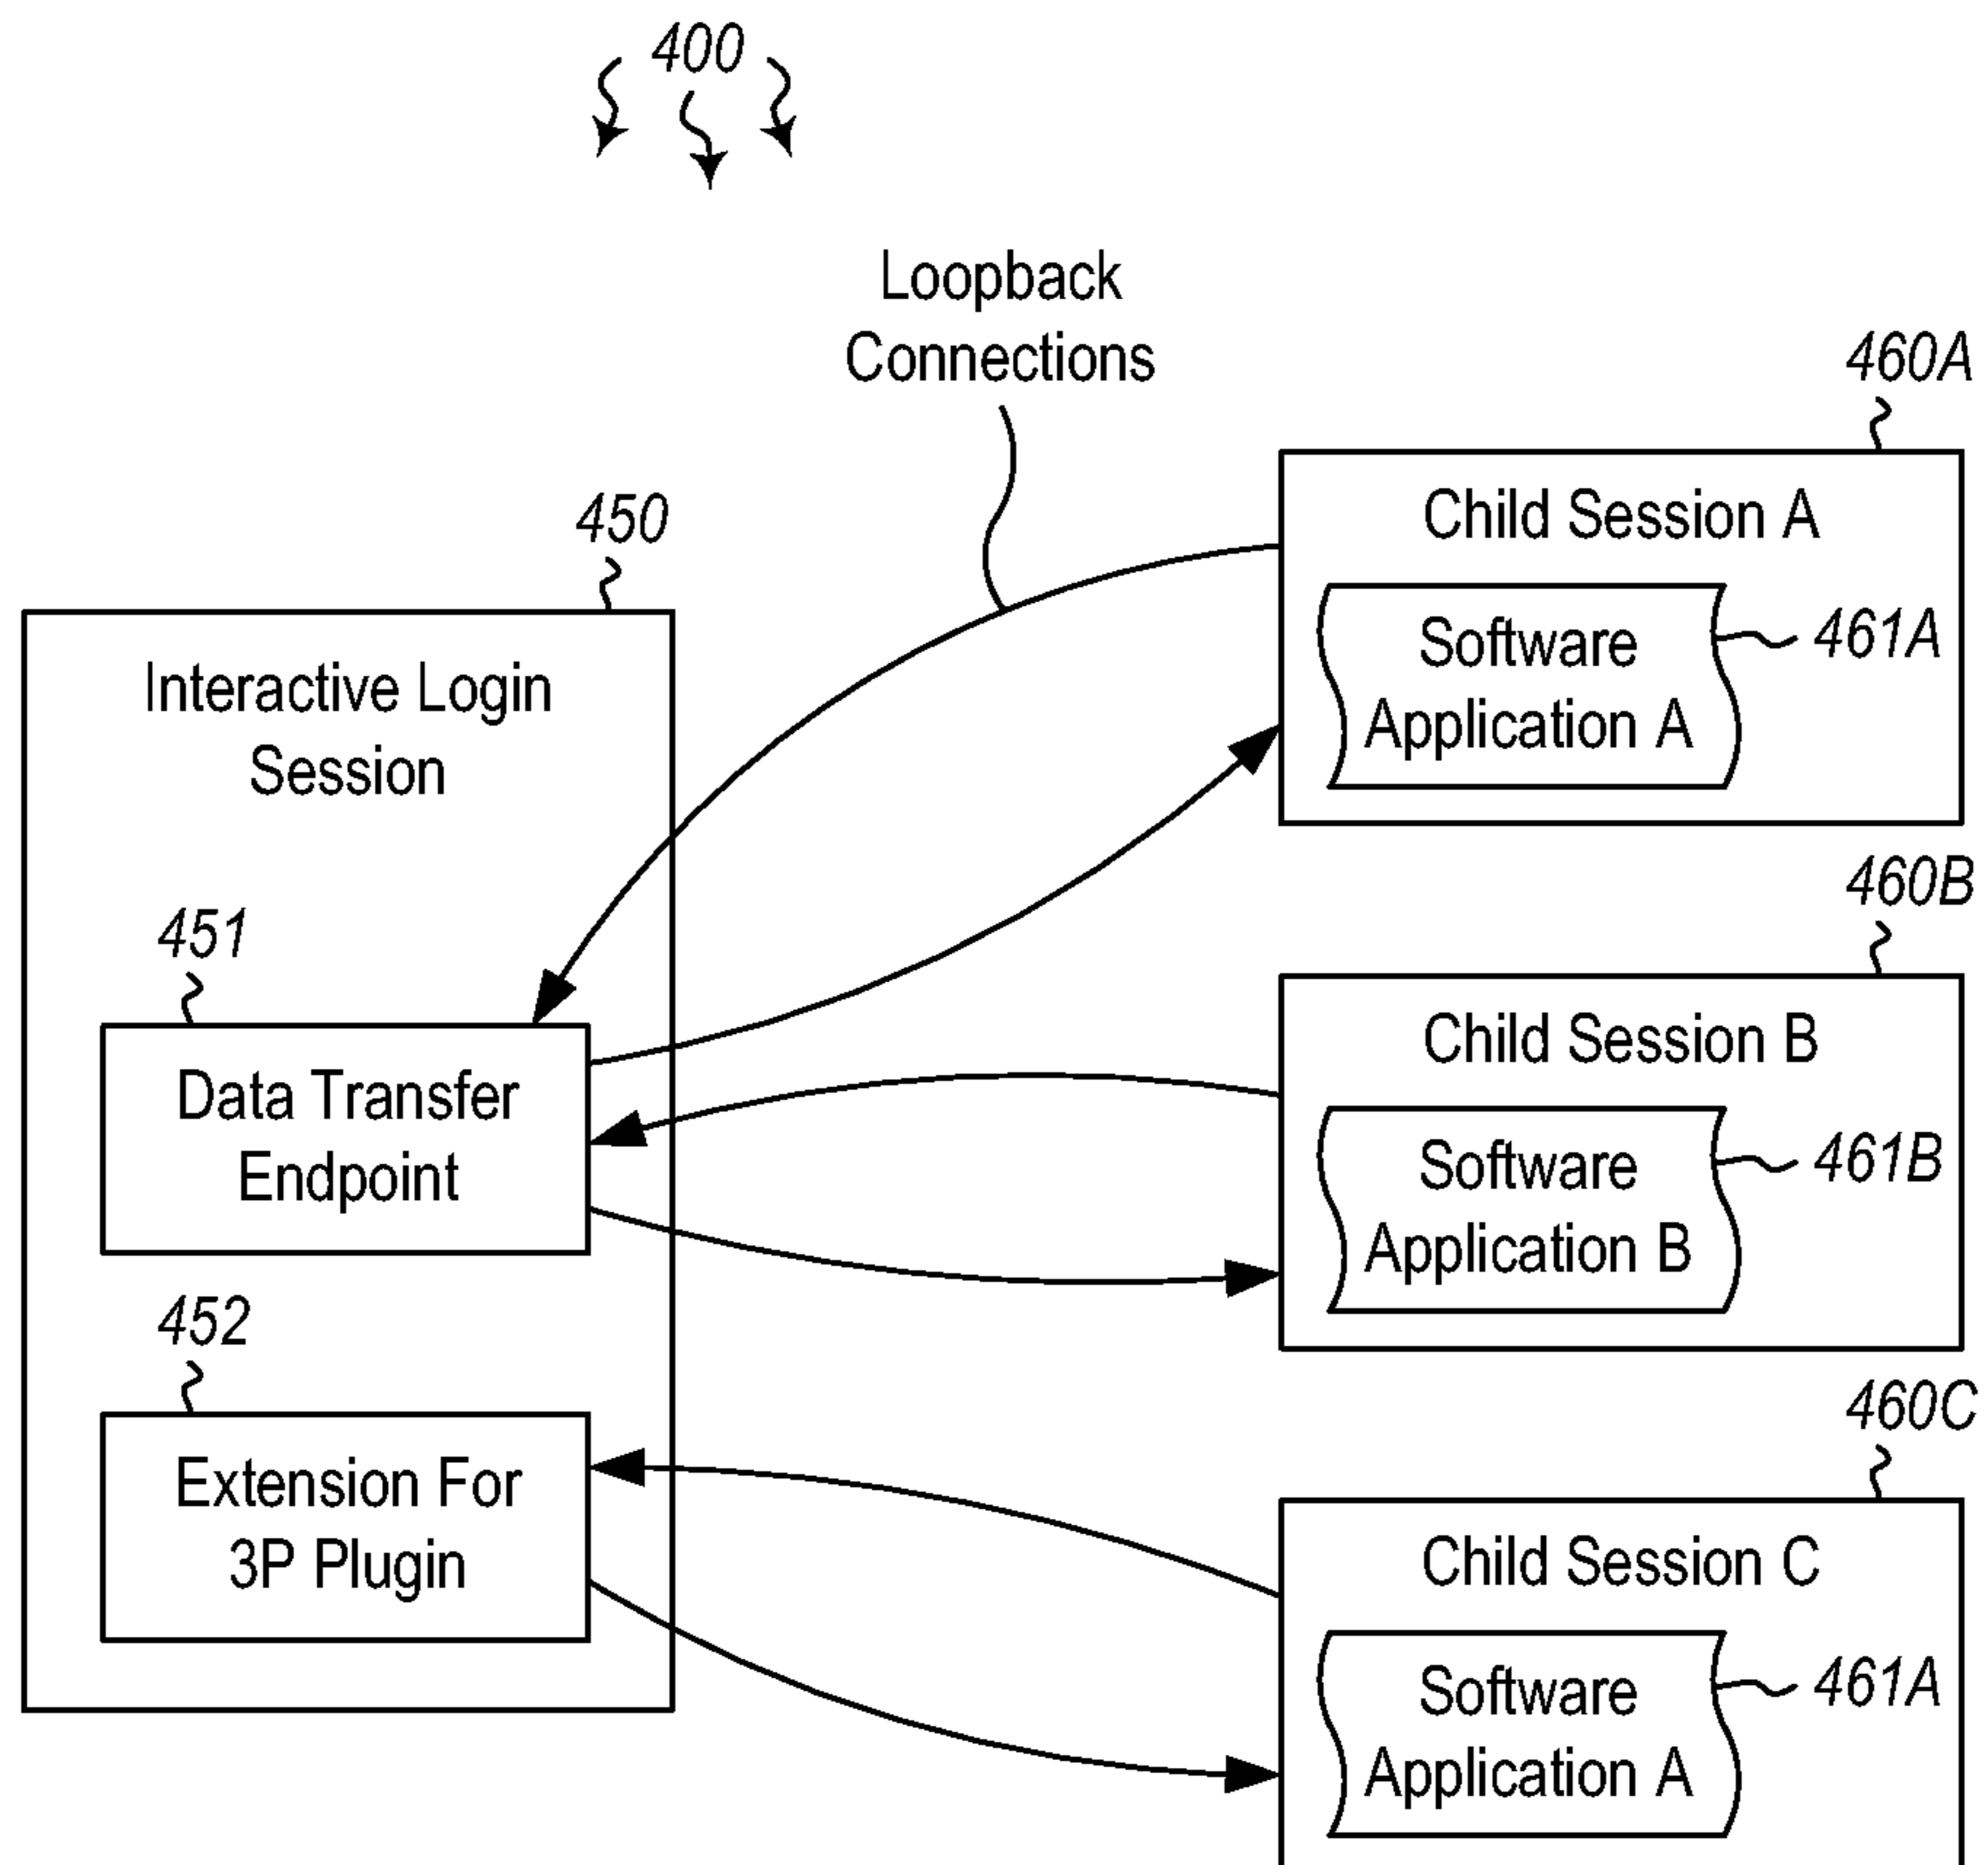 400
Loopback
Connections
460A
Child Session A
Software
Application A
461A
450
Interactive Login
Session
451
Data Transfer
Endpoint
460B
Child Session B
Software
Application B
461B
452
Extension For
3P Plugin
460C
Child Session C
Software
Application A
461A